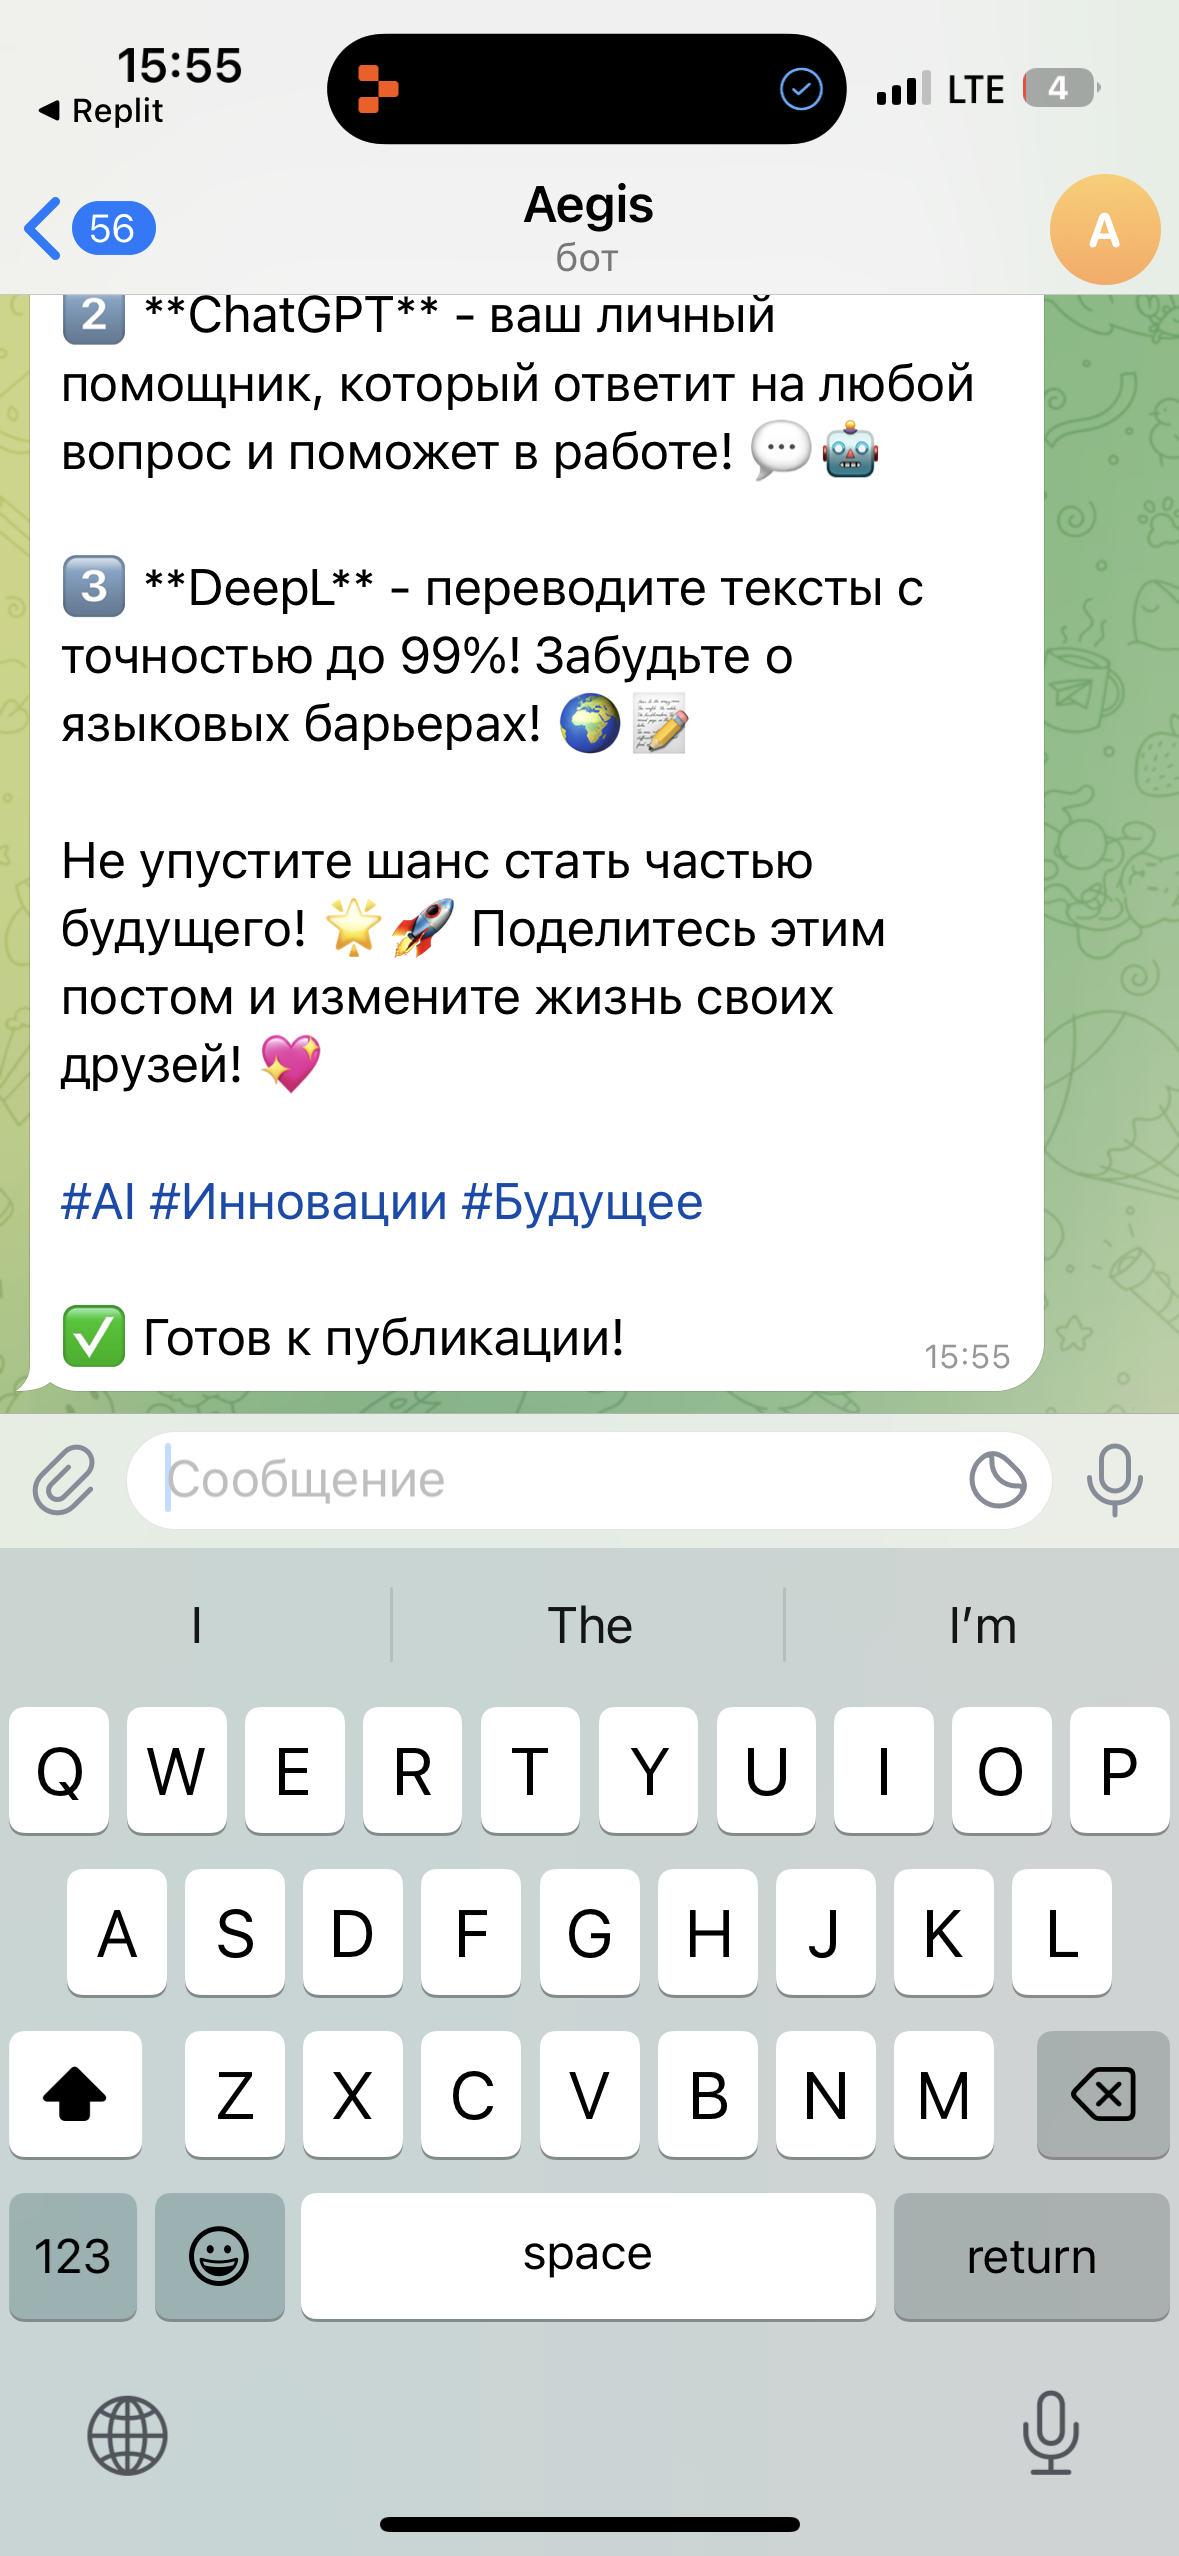 15:55
◀ Replit
LTE
4
56
Aegis
бот
A
2️⃣ **ChatGPT** - ваш личный
помощник, который ответит на любой
вопрос и поможет в работе! 💬🤖
3️⃣ **DeepL** - переводите тексты с
точностью до 99%! Забудьте о
языковых барьерах! 🌍📝
Не упустите шанс стать частью
будущего! 🌟🚀 Поделитесь этим
постом и измените жизнь своих
друзей! 💖
#AI #Инновации #Будущее
✅ Готов к публикации!
15:55
Сообщение
I The I’m
Q W E R T Y U I O P
A S D F G H J K L
Z X C V B N M
123 space return